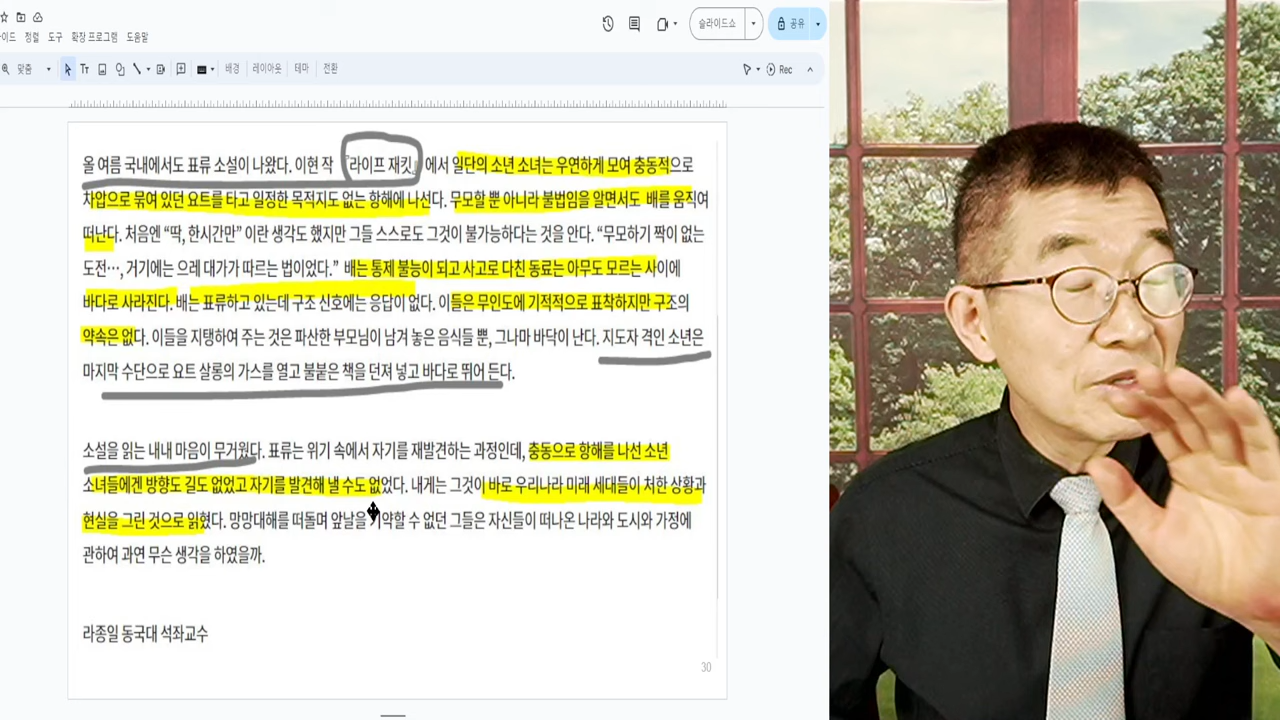 이드 정렬 도구 확장 프로그램 도움말
슬라이드쇼
공유
맞춤
배경 레이아웃 테마 전환
Rec
올 여름 국내에서도 표류 소설이 나왔다. 이현 작 『라이프 재킷』 에서 일단의 소년 소녀는 우연하게 모여 충동적으로
차압으로 묶여 있던 요트를 타고 일정한 목적지도 없는 항해에 나선다. 무모할 뿐 아니라 불법임을 알면서도 배를 움직여
떠난다. 처음엔 “딱, 한시간만” 이란 생각도 했지만 그들 스스로도 그것이 불가능하다는 것을 안다. “무모하기 짝이 없는
도전…, 거기에는 으레 대가가 따르는 법이었다.” 배는 통제 불능이 되고 사고로 다친 동료는 아무도 모르는 사이에
바다로 사라진다. 배는 표류하고 있는데 구조 신호에는 응답이 없다. 이들은 무인도에 기적적으로 표착하지만 구조의
약속은 없다. 이들을 지탱하여 주는 것은 파산한 부모님이 남겨 놓은 음식들 뿐, 그나마 바닥이 난다. 지도자 격인 소년은
마지막 수단으로 요트 살롱의 가스를 열고 불붙은 책을 던져 넣고 바다로 뛰어 든다.
소설을 읽는 내내 마음이 무거웠다. 표류는 위기 속에서 자기를 재발견하는 과정인데, 충동으로 항해를 나선 소년
소녀들에겐 방향도 길도 없었고 자기를 발견해 낼 수도 없었다. 내게는 그것이 바로 우리나라 미래 세대들이 처한 상황과
현실을 그린 것으로 읽혔다. 망망대해를 떠돌며 앞날을 기약할 수 없던 그들은 자신들이 떠나온 나라와 도시와 가정에
관하여 과연 무슨 생각을 하였을까.
라종일 동국대 석좌교수
30